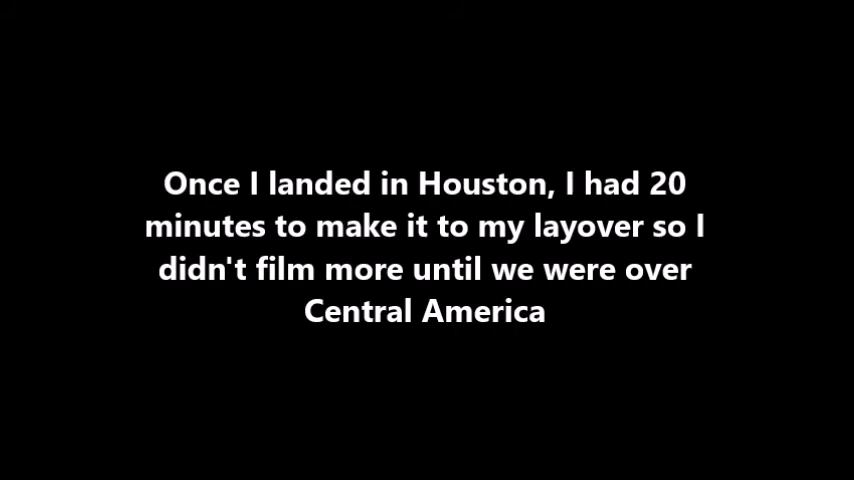 Once I landed in Houston, I had 20
minutes to make it to my layover so I
didn't film more until we were over
Central America